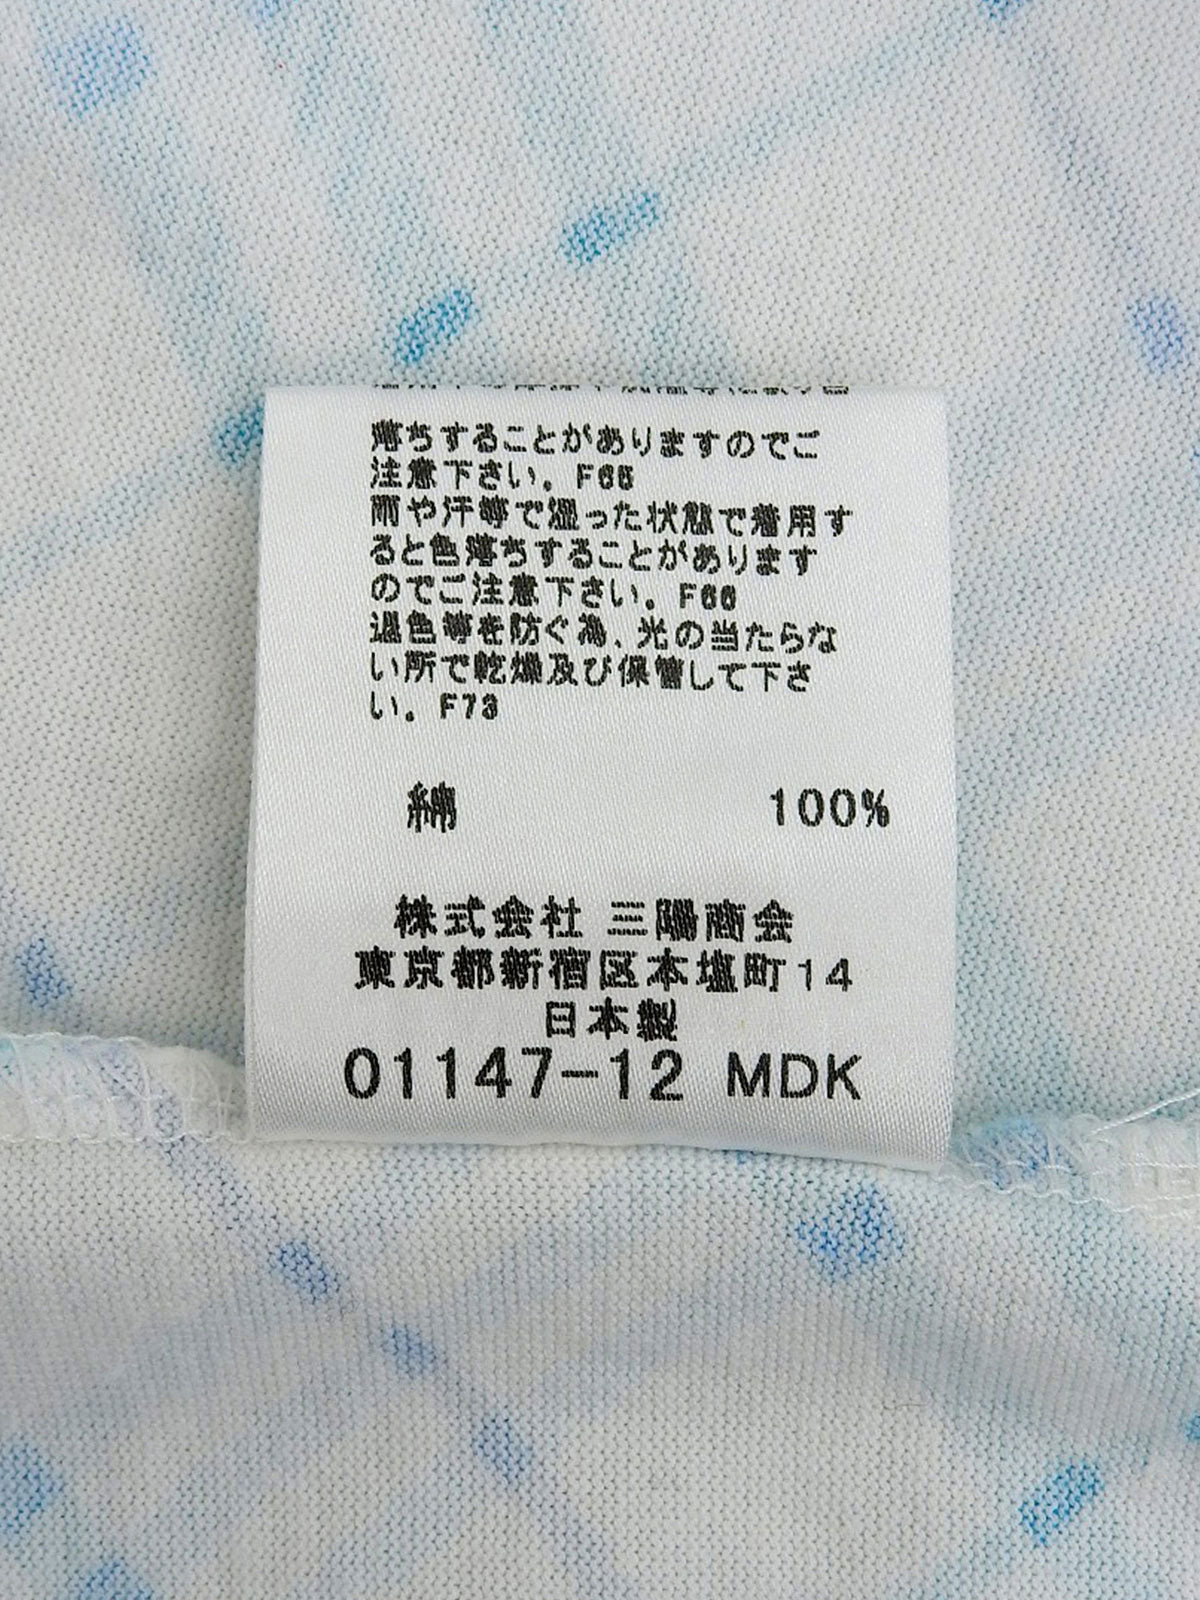 落ちすることがありますのでご
注意下さい。F65
雨や汗等で湿った状態で着用す
ると色落ちすることがあります
のでご注意下さい。F66
退色等を防ぐ為、光の当たらな
い所で乾燥及び保管して下さ
い。F73
綿 100%
株式会社 三陽商会
東京都新宿区本塩町14
日本製
01147-12 MDK